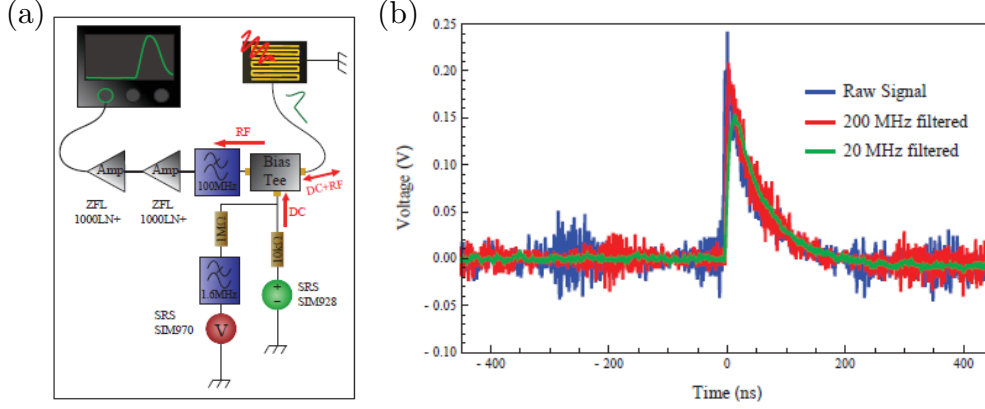 (a)
RF
Amp
Amp
100MHz
Bias
Tee
DC+RF
DC
ZFL
1000LN+
ZFL
1000LN+
1MΩ
10kΩ
1.6MHz
SRS
SIM928
SRS
SIM970
V
(b)
0.25
0.20
0.15
0.10
0.05
0.00
- 0.05
- 0.10
Voltage (V)
Raw Signal
200 MHz filtered
20 MHz filtered
- 400
- 200
0
200
400
Time (ns)